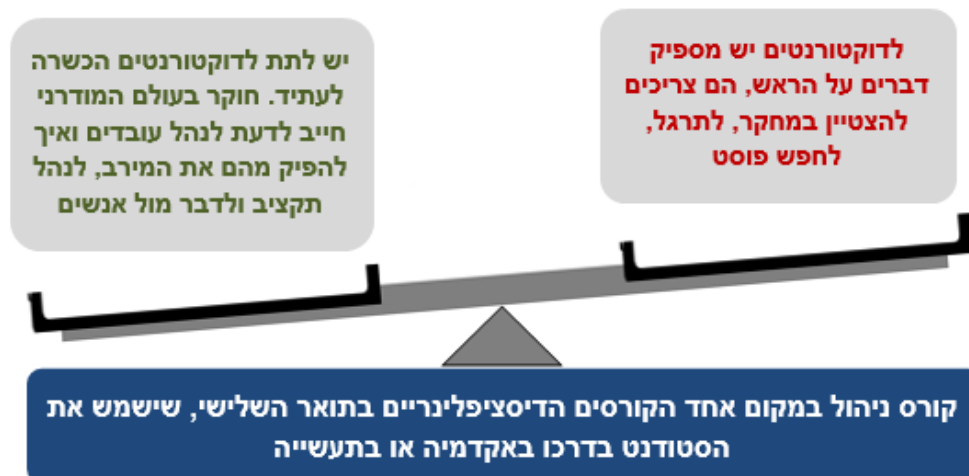 לדוקטורנטים יש מספיק
דברים על הראש, הם צריכים
להצטיין במחקר, לתרגל,
לחפש פוסט
יש לתת לדוקטורנטים הכשרה
לעתיד. חוקר בעולם המודרני
חייב לדעת לנהל עובדים ואיך
להפיק מהם את המירב, לנהל
תקציב ולדבר מול אנשים
קורס ניהול במקום אחד הקורסים הדיסציפלינריים בתואר השלישי, שישמש את
הסטודנט בדרכו באקדמיה או בתעשייה